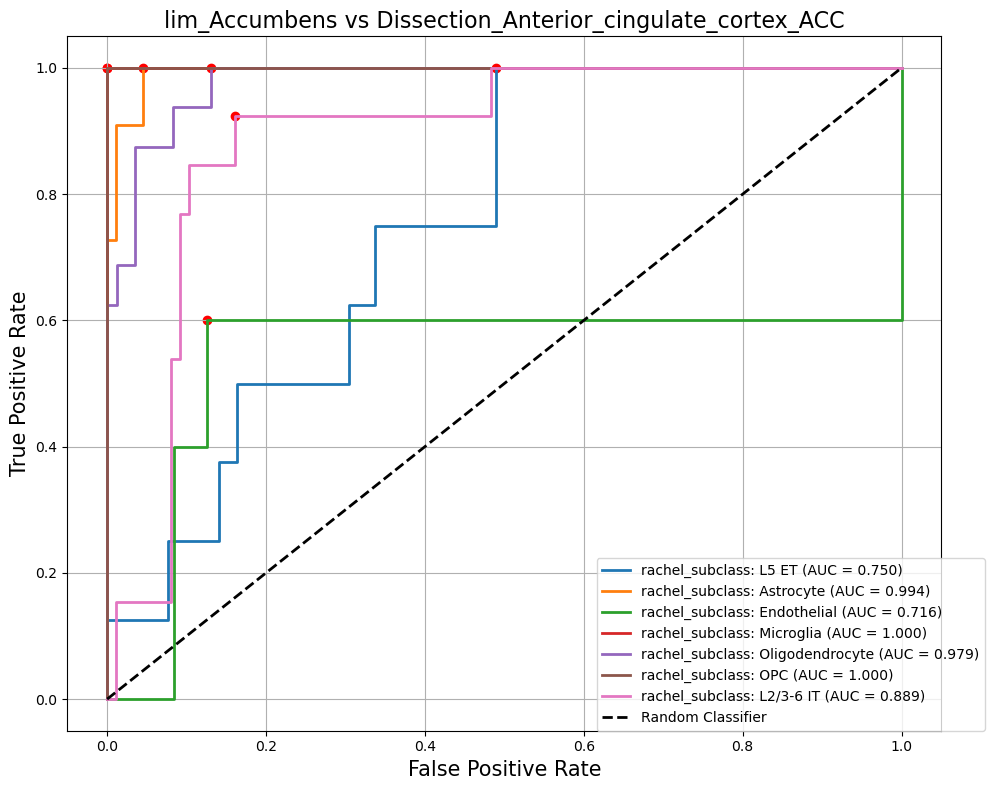 lim_Accumbens vs Dissection_Anterior_cingulate_cortex_ACC
1.0
0.8
0.6
0.4
0.2
0.0
True Positive Rate
0.0 0.2 0.4 0.6 0.8 1.0
False Positive Rate
rachel_subclass: L5 ET (AUC = 0.750)
rachel_subclass: Astrocyte (AUC = 0.994)
rachel_subclass: Endothelial (AUC = 0.716)
rachel_subclass: Microglia (AUC = 1.000)
rachel_subclass: Oligodendrocyte (AUC = 0.979)
rachel_subclass: OPC (AUC = 1.000)
rachel_subclass: L2/3-6 IT (AUC = 0.889)
Random Classifier